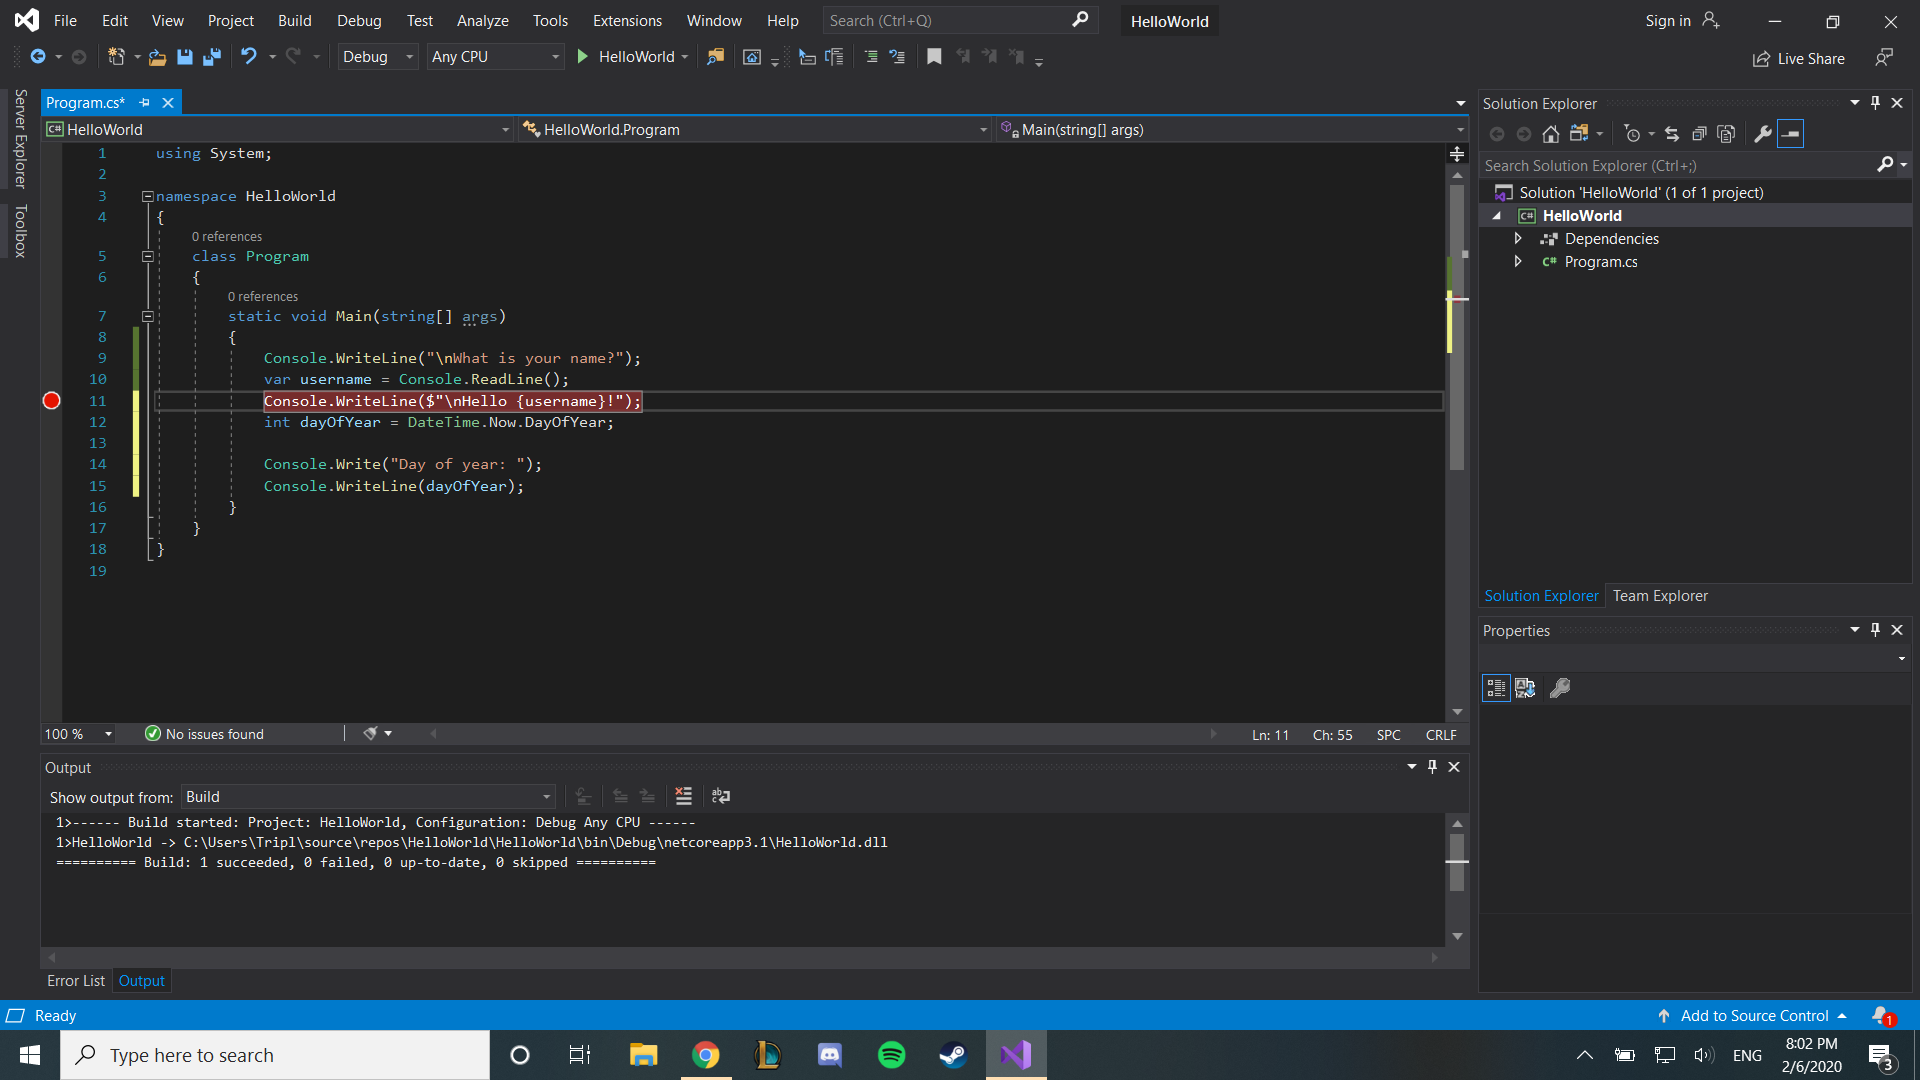 File Edit View Project Build Debug Test Analyze Tools Extensions Window Help Search (Ctrl+Q) HelloWorld Sign in
Debug Any CPU HelloWorld Live Share
Server Explorer
Toolbox
Program.cs*
C# HelloWorld HelloWorld.Program Main(string[] args)
1 using System;
2
3 namespace HelloWorld
4 {
0 references
5 class Program
6 {
0 references
7 static void Main(string[] args)
8 {
9 Console.WriteLine("\nWhat is your name?");
10 var username = Console.ReadLine();
11 Console.WriteLine($"\nHello {username}!");
12 int dayOfYear = DateTime.Now.DayOfYear;
13
14 Console.Write("Day of year: ");
15 Console.WriteLine(dayOfYear);
16 }
17 }
18 }
19
100 % No issues found Ln: 11 Ch: 55 SPC CRLF
Output
Show output from: Build
1>------ Build started: Project: HelloWorld, Configuration: Debug Any CPU ------
1>HelloWorld -> C:\Users\Tripl\source\repos\HelloWorld\HelloWorld\bin\Debug\netcoreapp3.1\HelloWorld.dll
========== Build: 1 succeeded, 0 failed, 0 up-to-date, 0 skipped ==========
Error List Output
Solution Explorer
Search Solution Explorer (Ctrl+;)
Solution 'HelloWorld' (1 of 1 project)
C# HelloWorld
Dependencies
C# Program.cs
Solution Explorer Team Explorer
Properties
Ready Add to Source Control 1
Type here to search ENG 8:02 PM
2/6/2020 3